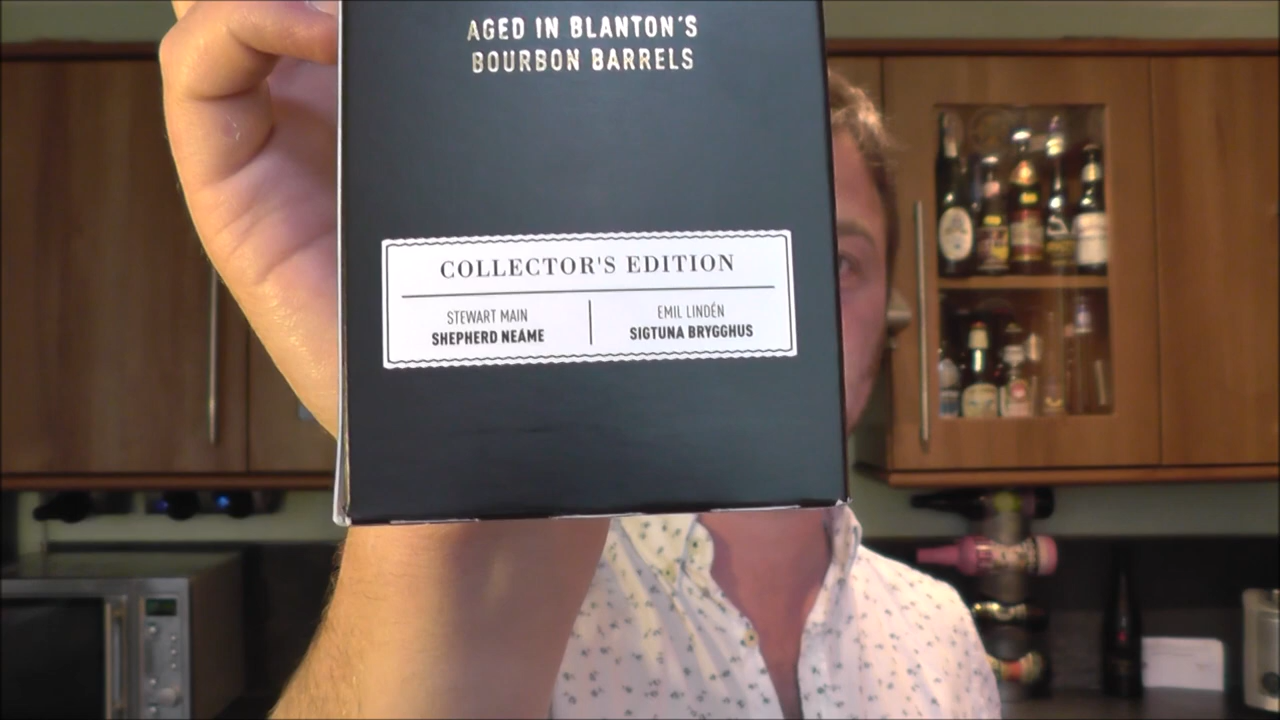 AGED IN BLANTON'S
BOURBON BARRELS
COLLECTOR'S EDITION
STEWART MAIN
SHEPHERD NEAME
EMIL LINDÉN
SIGTUNA BRYGGHUS